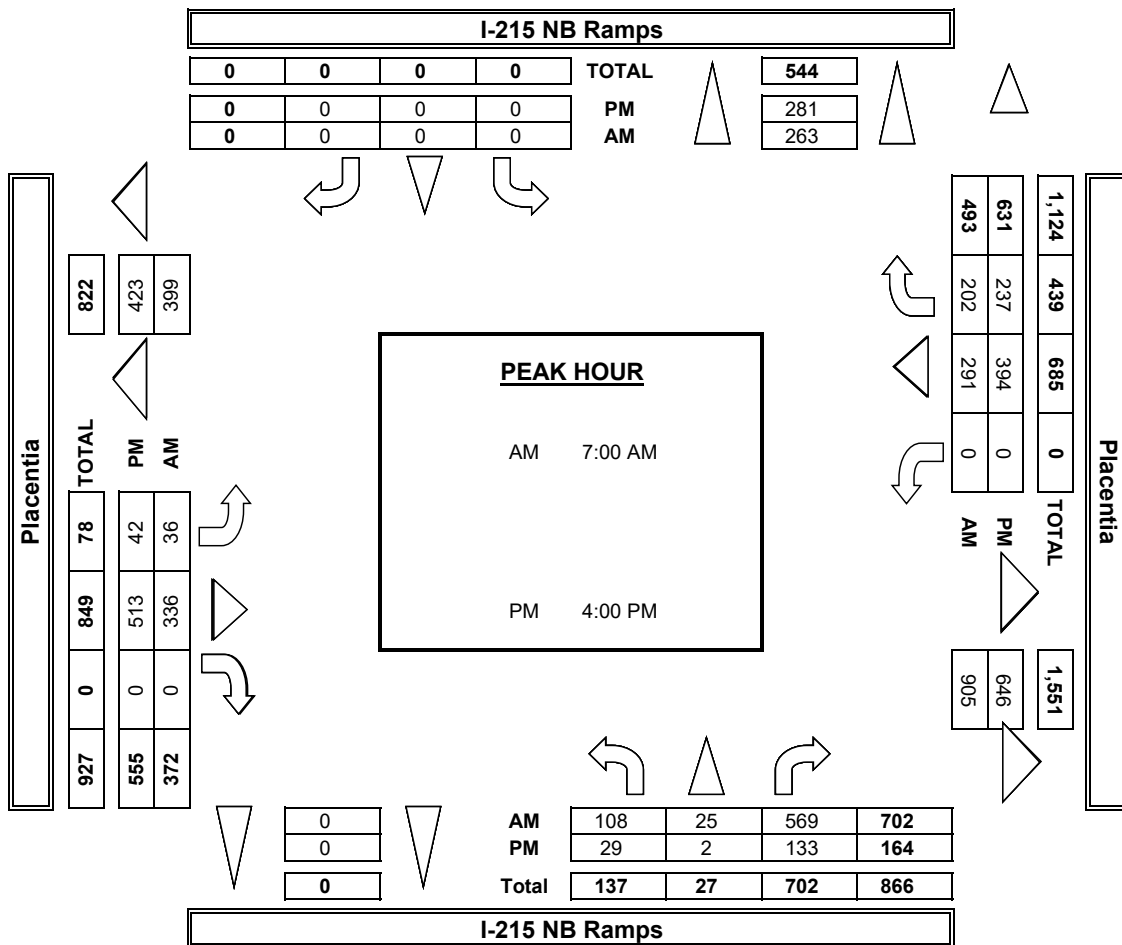 I-215 NB Ramps
0 0 0 0 TOTAL 544
0 0 0 0 PM 281
0 0 0 0 AM 263
Placentia
822 423 399
TOTAL PM AM
78 42 36
849 513 336
0 0 0
927 555 372
PEAK HOUR
AM 7:00 AM
PM 4:00 PM
493 631 1,124
202 237 439
291 394 685
0 0 0
AM PM TOTAL
905 646 1,551
Placentia
0 AM 108 25 569 702
0 PM 29 2 133 164
0 Total 137 27 702 866
I-215 NB Ramps